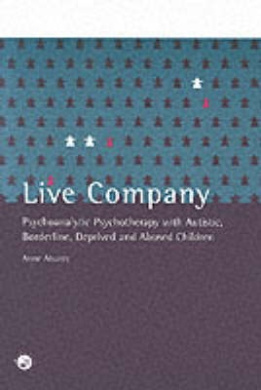 Live Company
Psychoanalytic Psychotherapy with Autistic,
Borderline, Deprived and Abused Children
Anne Alvarez